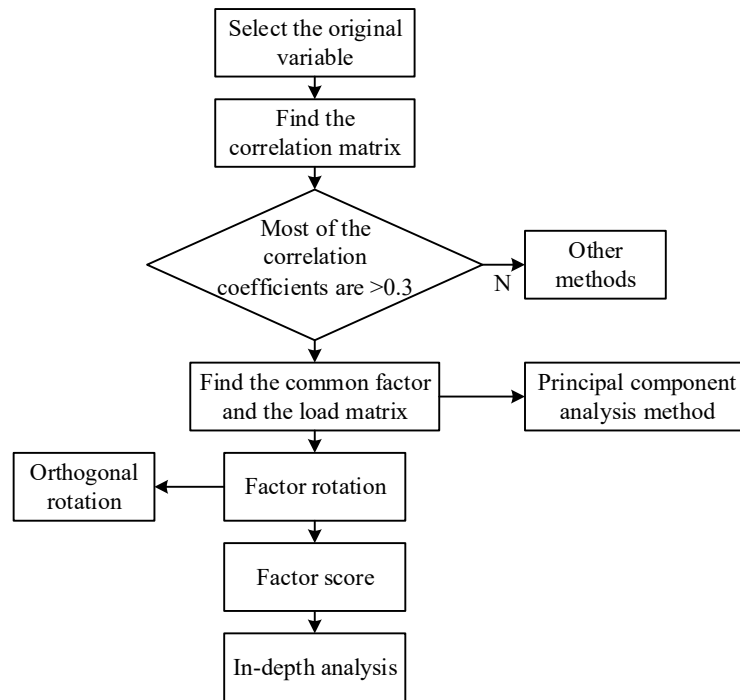 Select the original
variable
Find the
correlation matrix
Most of the
correlation
coefficients are >0.3
N
Other
methods
Find the common factor
and the load matrix
Principal component
analysis method
Orthogonal
rotation
Factor rotation
Factor score
In-depth analysis